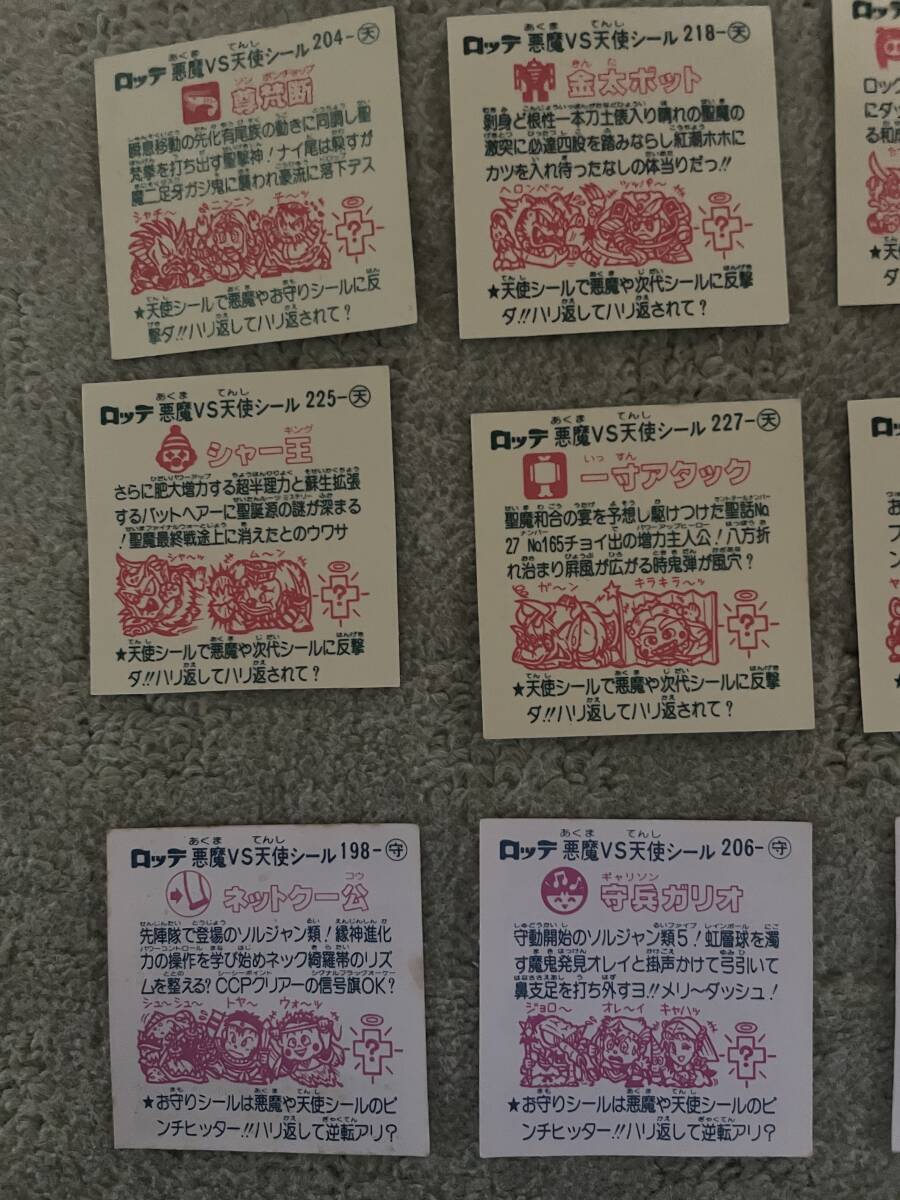 ロッテ 悪魔VS天使シール 204-天
尊梵断
瞬息移動の先化有尾族の動きに同調し聖
梵拳を打ち出す聖撃神！ナイ尾は殺すが
魔二足牙ガシ鬼に襲われ豪流に落下デス
シャチ〜 ニンニン チ〜ッ
?
★天使シールで悪魔やお守りシールに反
撃ダ!!ハリ返してハリ返されて？
ロッテ 悪魔VS天使シール 218-天
金太ボット
剥身ど根性一本刀土俵入り晴れの聖魔の
激突に必達四股を踏みならし紅潮ホホに
カツを入れ待ったなしの体当りだっ!!
ヘロンペ〜 ツッパ〜
?
★天使シールで悪魔や次代シールに反撃
ダ!!ハリ返してハリ返されて？
ロッテ
ロッテ 悪魔VS天使シール 225-天
シャー王
さらに肥大増力する超半理力と蘇生拡張
するバットヘアーに聖誕源の謎が深まる
！聖魔最終戦途上に消えたとのウワサ
シャ〜ッ ム〜ン
?
★天使シールで悪魔や次代シールに反撃
ダ!!ハリ返してハリ返されて？
ロッテ 悪魔VS天使シール 227-天
一寸アタック
聖魔和合の宴を予想し駆けつけた聖話No.
27 No.165チョイ出の増力主人公！八方折
れ治まり屏風が広がる時鬼弾が風穴？
ガ〜ン キラキラ〜ッ
?
★天使シールで悪魔や次代シールに反撃
ダ!!ハリ返してハリ返されて？
ロッテ 悪魔VS天使シール 198-守
ネットクー公
先陣隊で登場のソルジャン類！縁神進化
力の操作を学び始めネック綺羅帯のリズ
ムを整える？CCPクリアーの信号旗OK？
シュ〜シュ〜 トヤ〜 ウォ〜ッ
?
★お守りシールは悪魔や天使シールのピ
ンチヒッター!!ハリ返して逆転アリ？
ロッテ 悪魔VS天使シール 206-守
守兵ガリオ
守動開始のソルジャン類5！虹層球を濁
す魔鬼発見オレイと掛声かけて弓引いて
鼻支足を打ち外すヨ!!メリ〜ダッシュ！
ジョロ〜 オレ〜イ キャハッ
?
★お守りシールは悪魔や天使シールのピ
ンチヒッター!!ハリ返して逆転アリ？